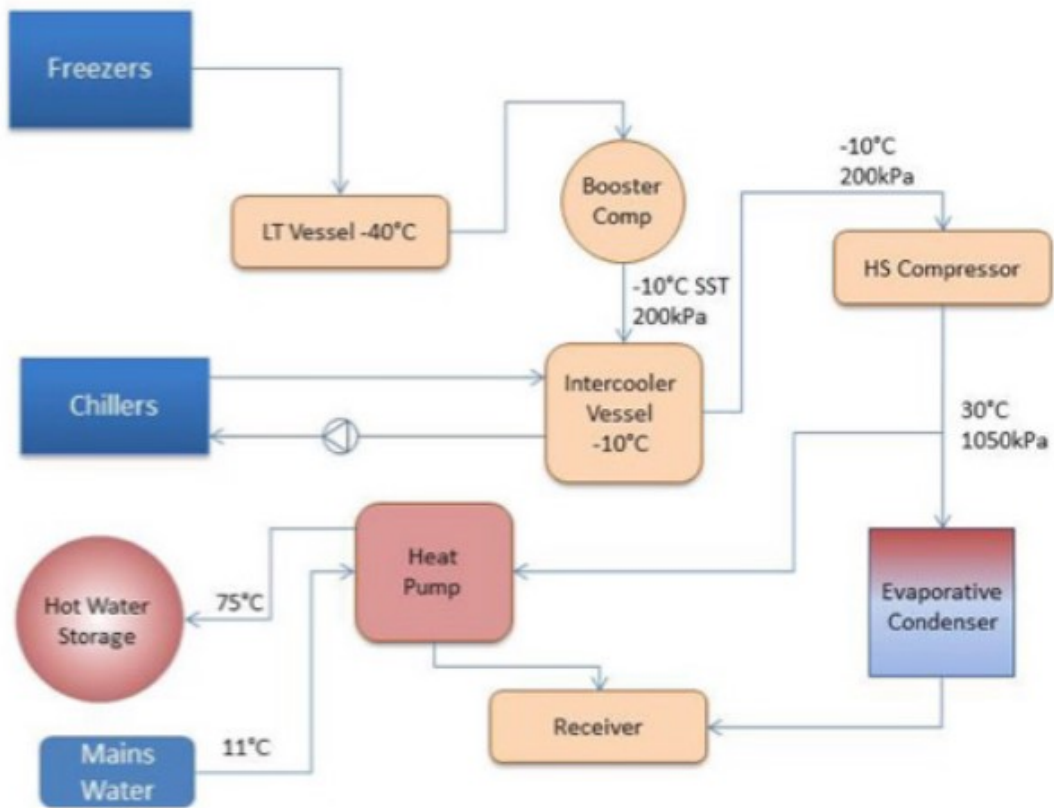 Freezers
LT Vessel -40°C
Booster
Comp
-10°C
200kPa
HS Compressor
-10°C SST
200kPa
Chillers
Intercooler
Vessel
-10°C
30°C
1050kPa
Heat
Pump
Hot Water
Storage
75°C
Evaporative
Condenser
Receiver
Mains
Water
11°C